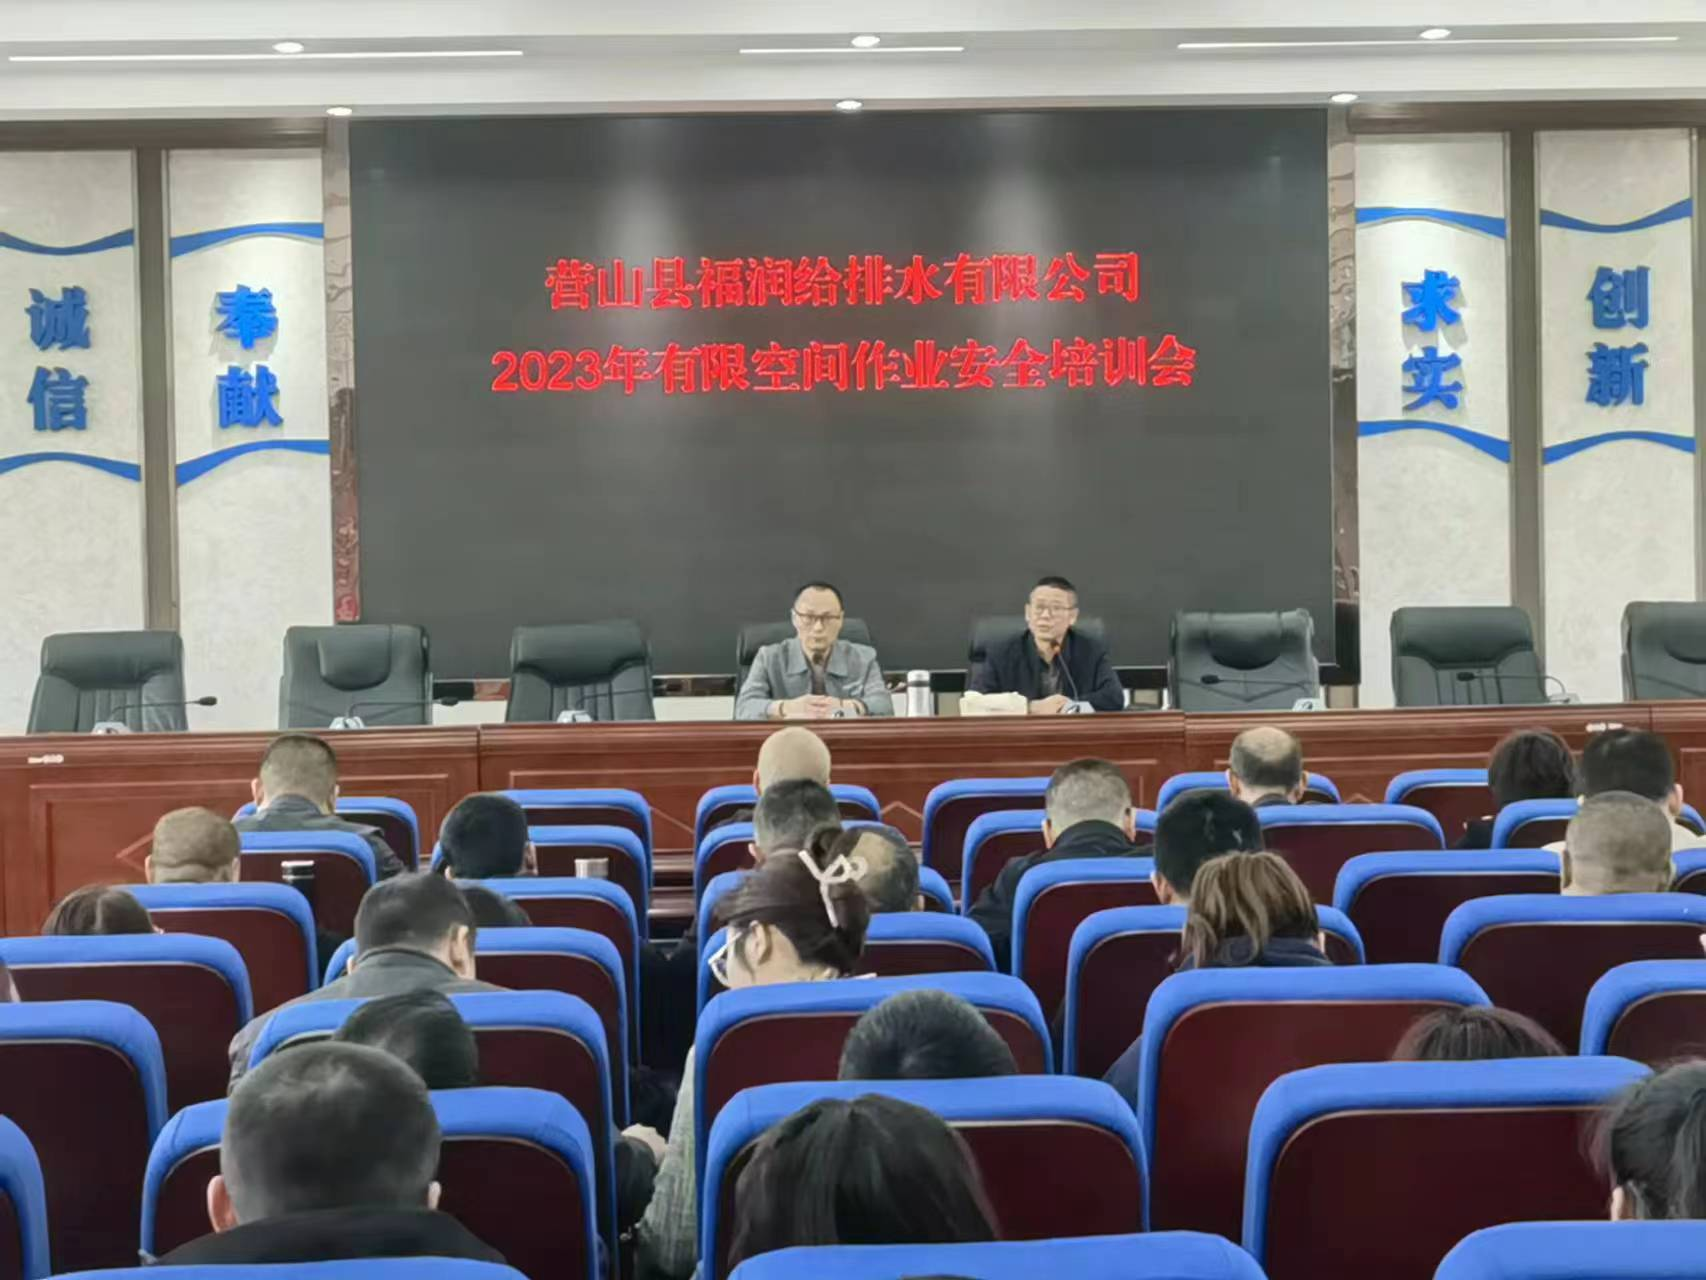 营山县福润给排水有限公司
2023年有限空间作业安全培训会
诚信
奉献
求实
创新